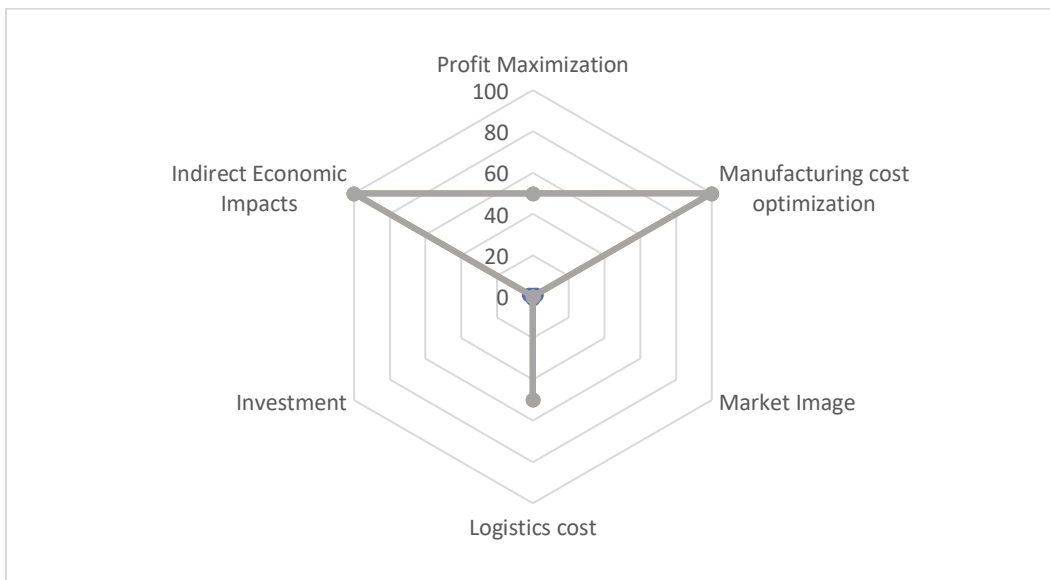 Profit Maximization
100
80
60
40
20
0
Manufacturing cost
optimization
Market Image
Logistics cost
Investment
Indirect Economic
Impacts